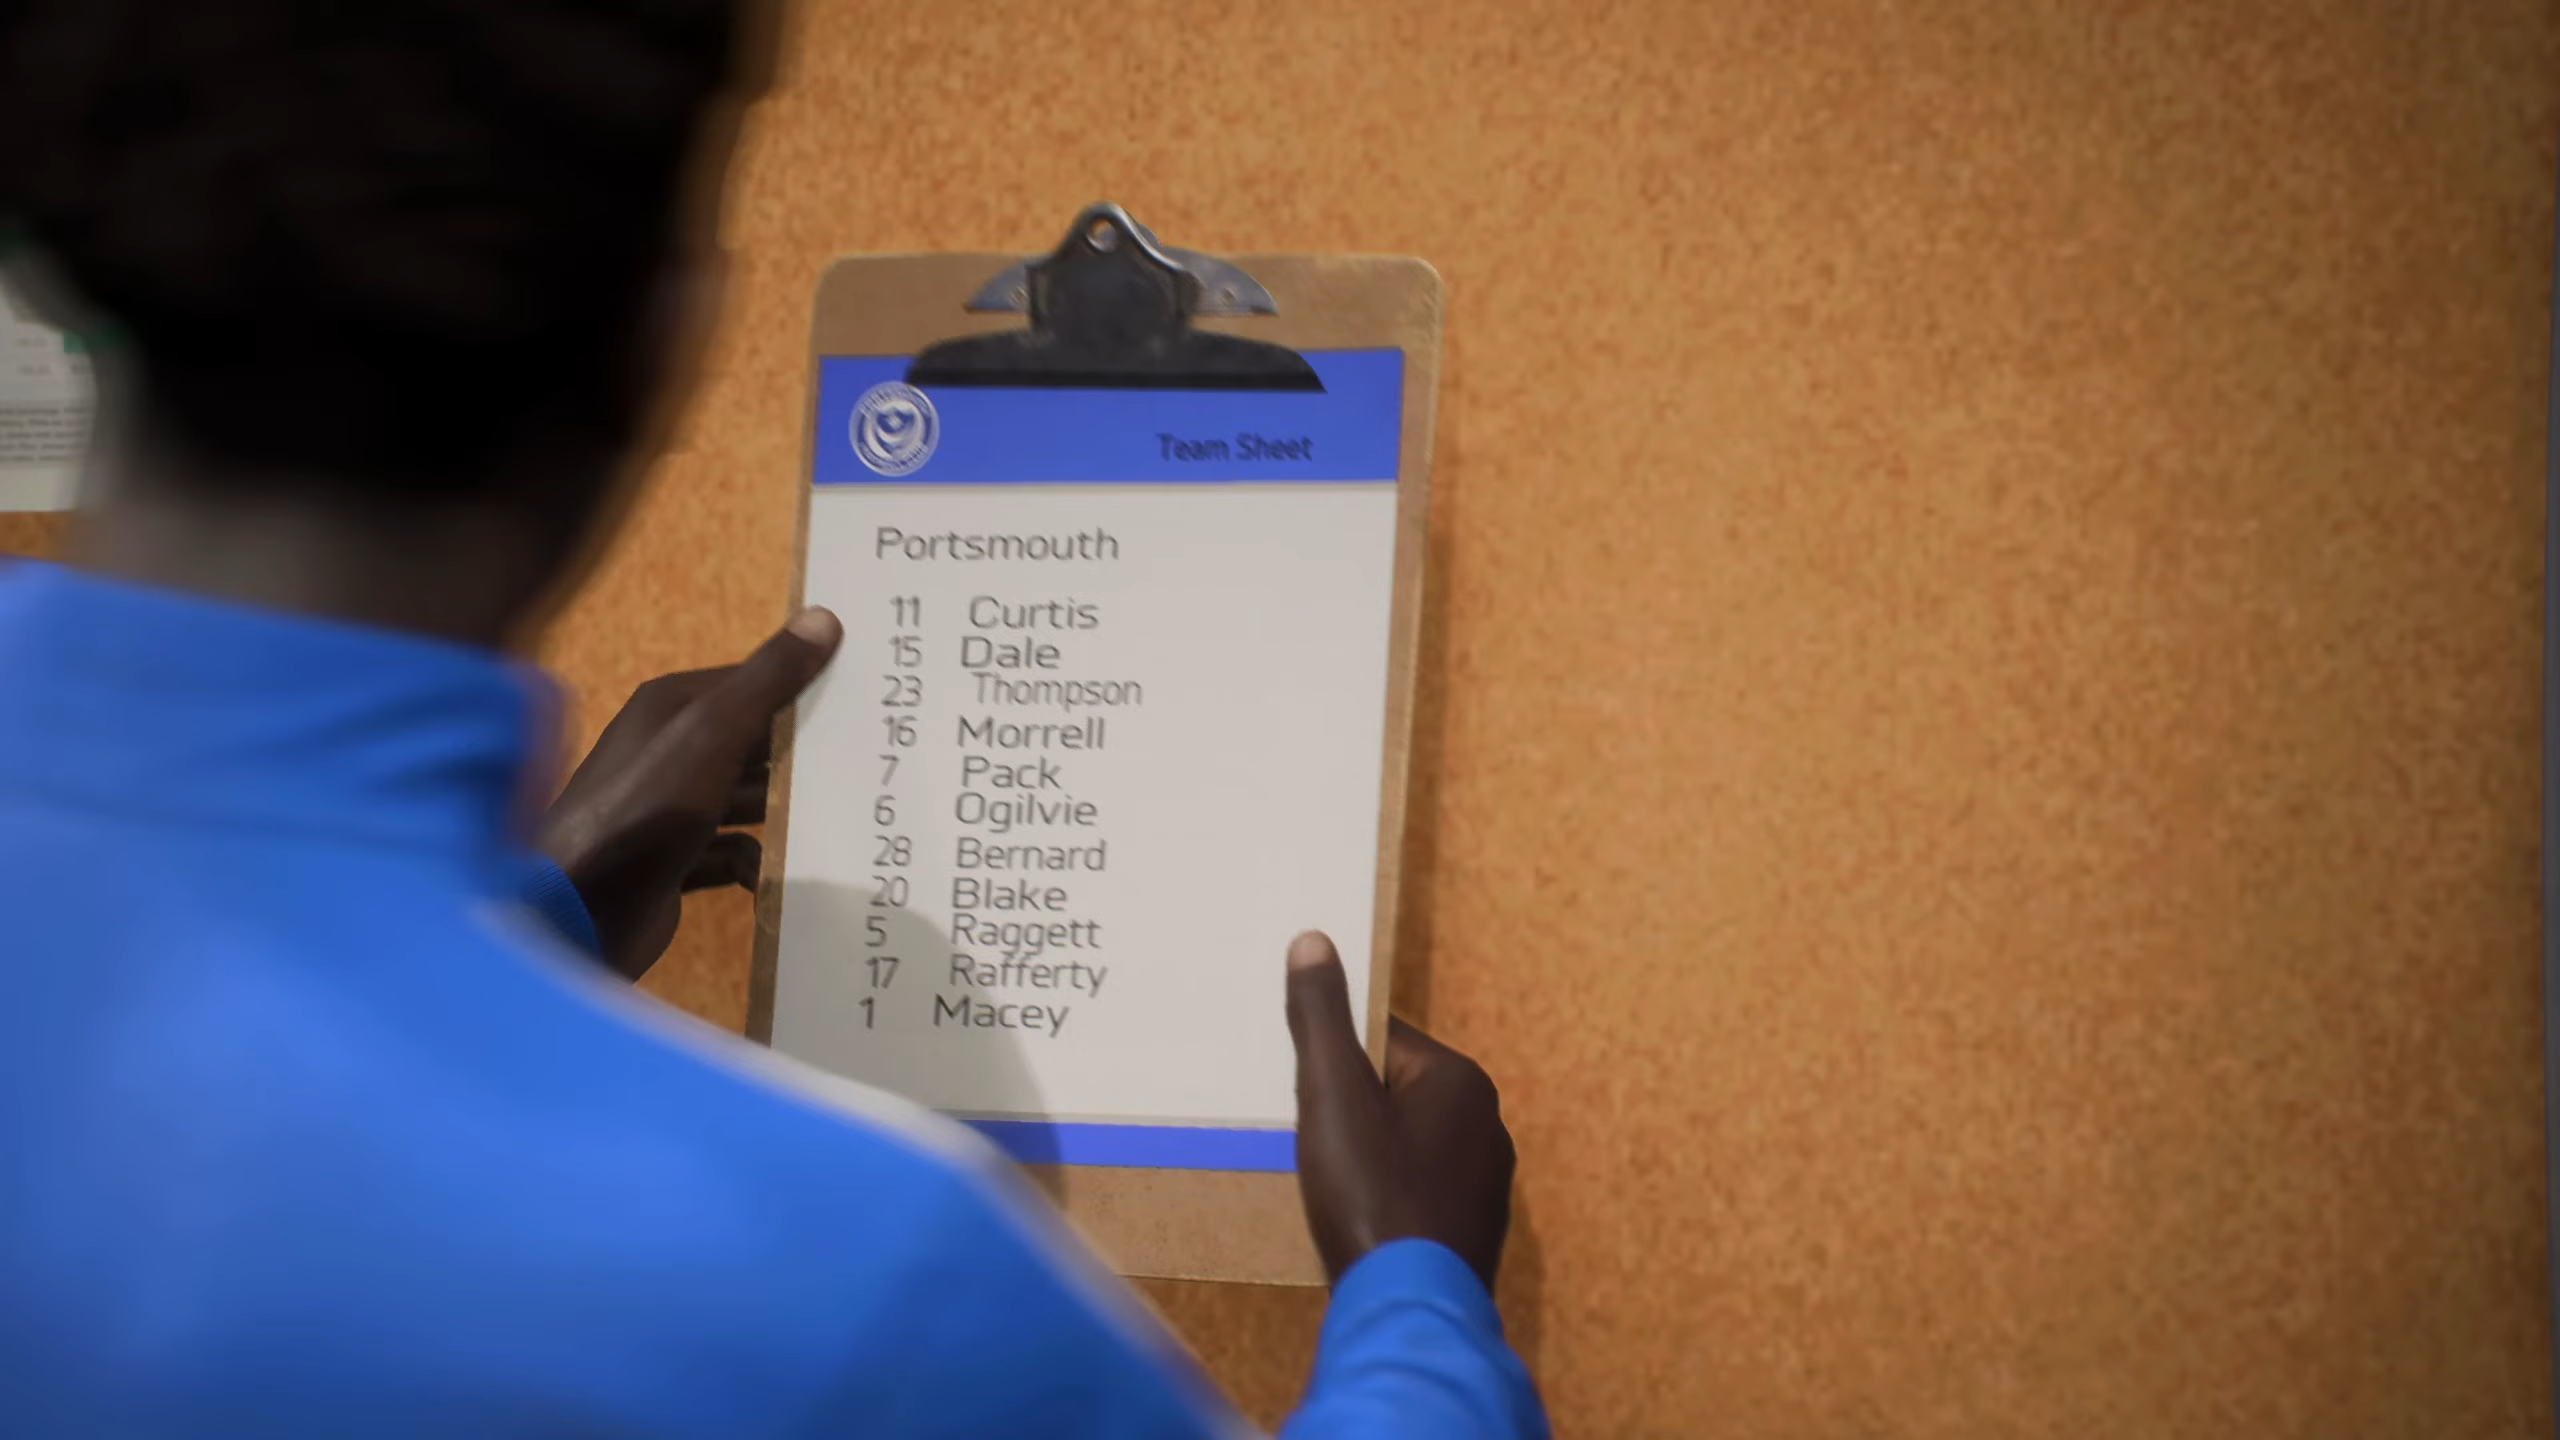 Team Sheet
Portsmouth
11 Curtis
15 Dale
23 Thompson
16 Morrell
7 Pack
6 Ogilvie
28 Bernard
20 Blake
5 Raggett
17 Rafferty
1 Macey